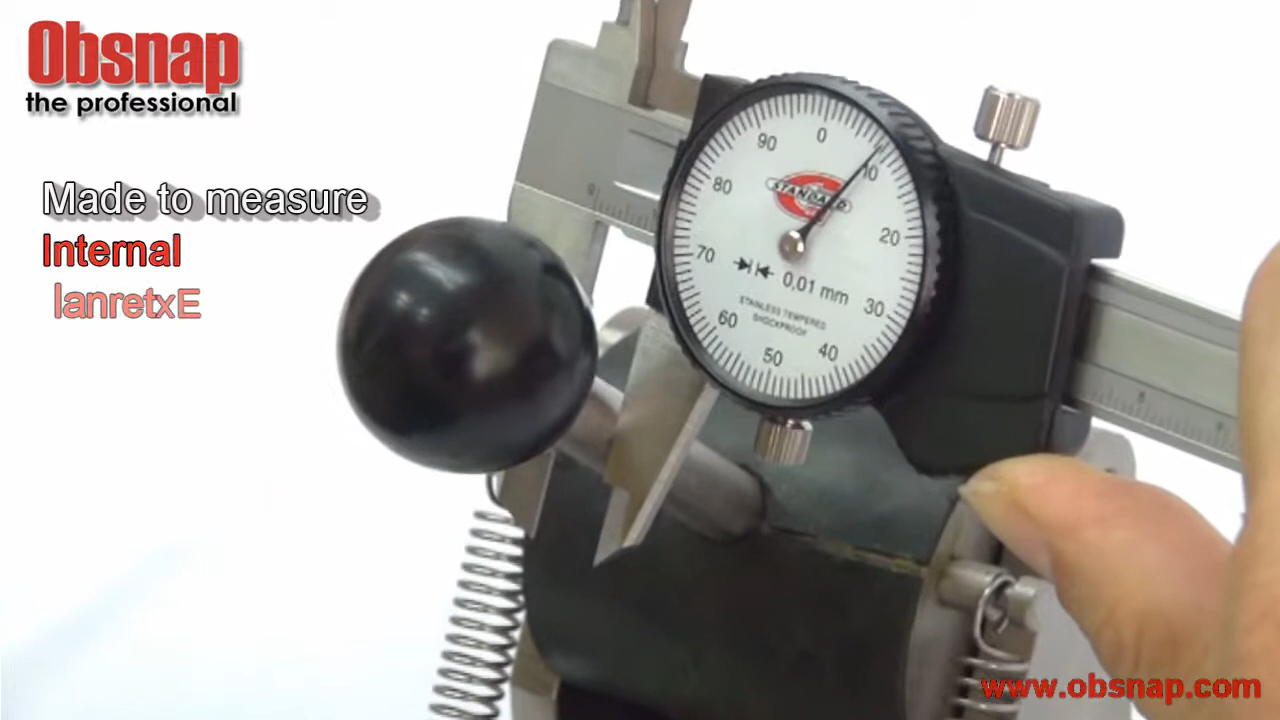 Obsnap
the professional
Made to measure
Internal
lanretxE
0
10
20
30
40
50
60
70
80
90
STANDARD
0,01 mm
STAINLESS TEMPERED
SHOCKPROOF
www.obsnap.com